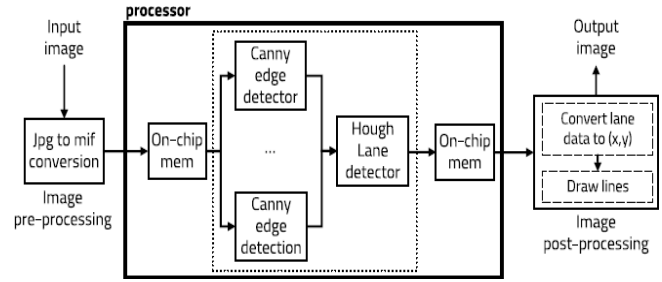 processor
Input
image
Jpg to mif
conversion
Image
pre-processing
On-chip
mem
Canny
edge
detector
...
Canny
edge
detection
Hough
Lane
detector
On-chip
mem
Output
image
Convert lane
data to (x,y)
Draw lines
Image
post-processing